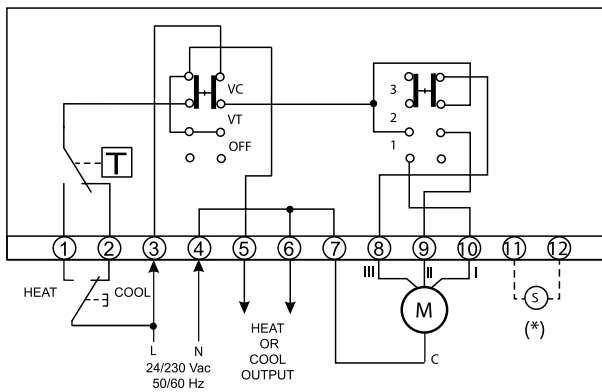 VC
VT
OFF
3
2
1
T
1 2 3 4 5 6 7 8 9 10 11 12
HEAT
COOL
III
II
I
M
S
(*)
L
N
24/230 Vac
50/60 Hz
HEAT
OR
COOL
OUTPUT
C